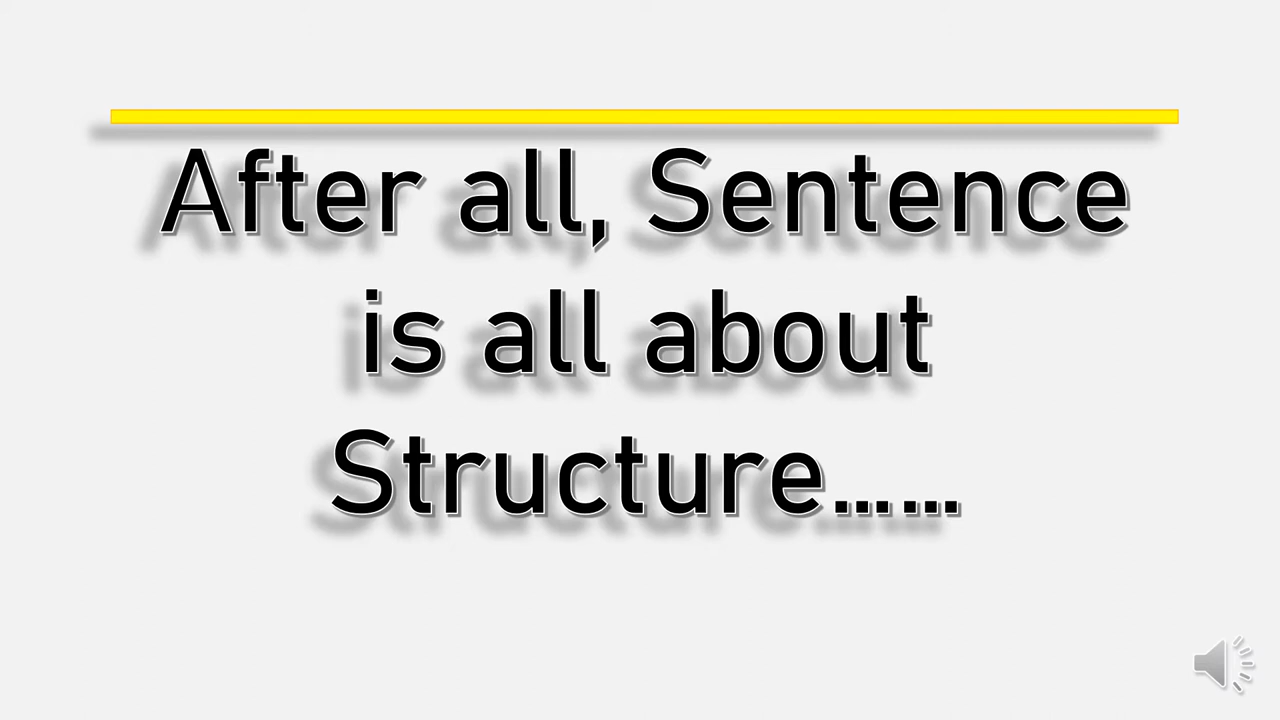 After all, Sentence
is all about
Structure……